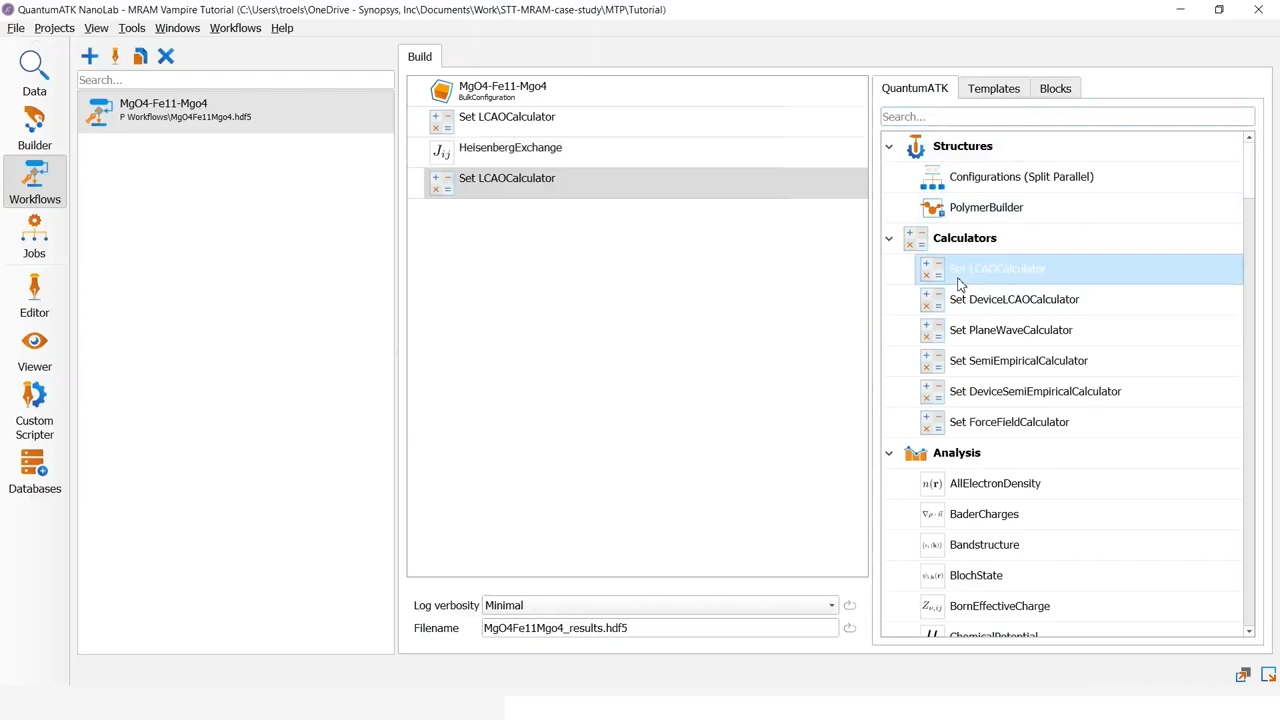 QuantumATK NanoLab - MRAM Vampire Tutorial (C:\Users\troels\OneDrive - Synopsys, Inc\Documents\Work\STT-MRAM-case-study\MTP\Tutorial)
File Projects View Tools Windows Workflows Help
Data
Builder
Workflows
Jobs
Editor
Viewer
Custom
Scripter
Databases
Search...
MgO4-Fe11-Mgo4
P Workflows\MgO4Fe11Mgo4.hdf5
Build
MgO4-Fe11-MgO4
BulkConfiguration
Set LCAOCalculator
Jij HeisenbergExchange
Set LCAOCalculator
Log verbosity Minimal
Filename MgO4Fe11Mgo4_results.hdf5
QuantumATK Templates Blocks
Search...
Structures
Configurations (Split Parallel)
PolymerBuilder
Calculators
Set LCAOCalculator
Set DeviceLCAOCalculator
Set PlaneWaveCalculator
Set SemiEmpiricalCalculator
Set DeviceSemiEmpiricalCalculator
Set ForceFieldCalculator
Analysis
n(r) AllElectronDensity
BaderCharges
Bandstructure
BlochState
BornEffectiveCharge
ChemicalPotential